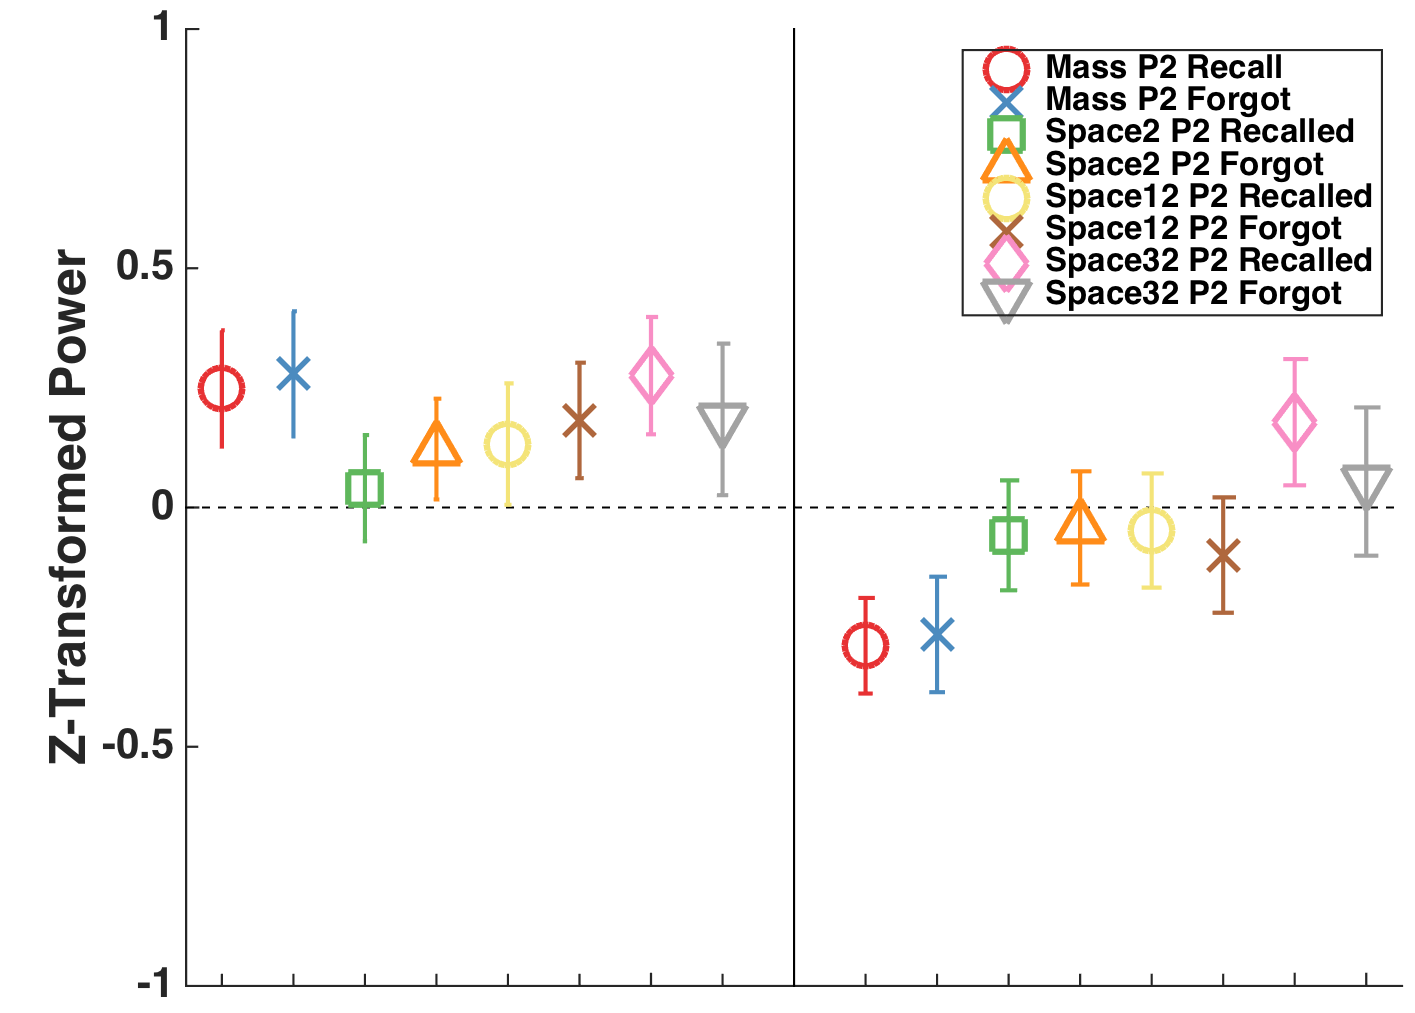 1
0.5
0
-0.5
-1
Z-Transformed Power
Mass P2 Recall
Mass P2 Forgot
Space2 P2 Recalled
Space2 P2 Forgot
Space12 P2 Recalled
Space12 P2 Forgot
Space32 P2 Recalled
Space32 P2 Forgot